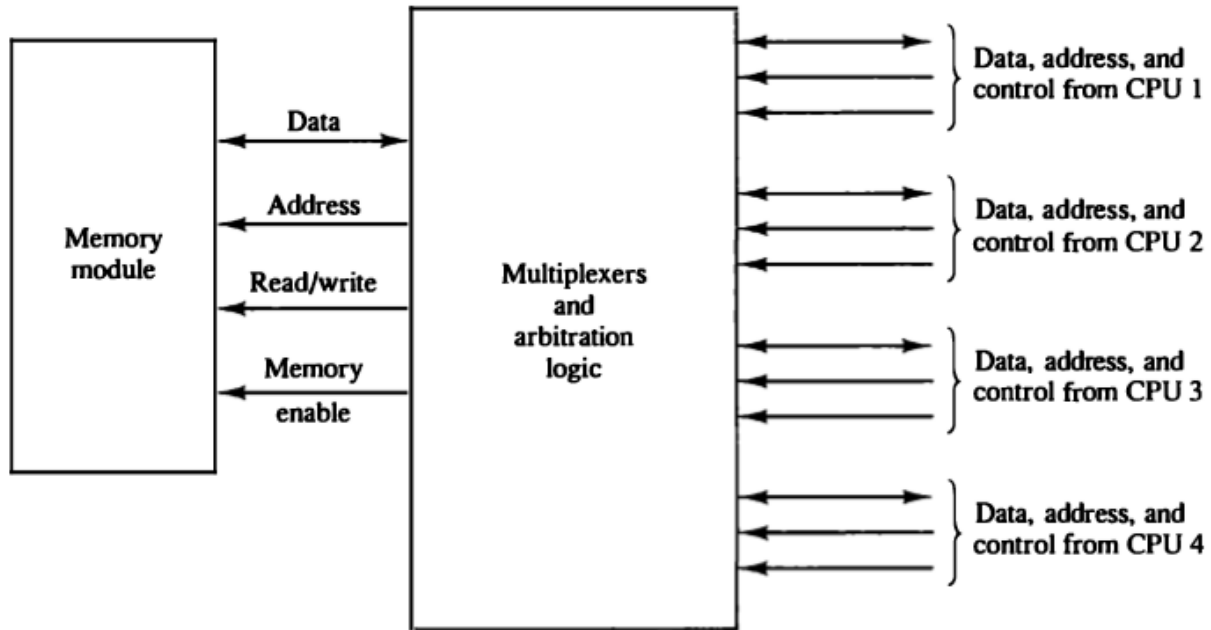 Memory
module
Data
Address
Read/write
Memory
enable
Multiplexers
and
arbitration
logic
Data, address, and
control from CPU 1
Data, address, and
control from CPU 2
Data, address, and
control from CPU 3
Data, address, and
control from CPU 4